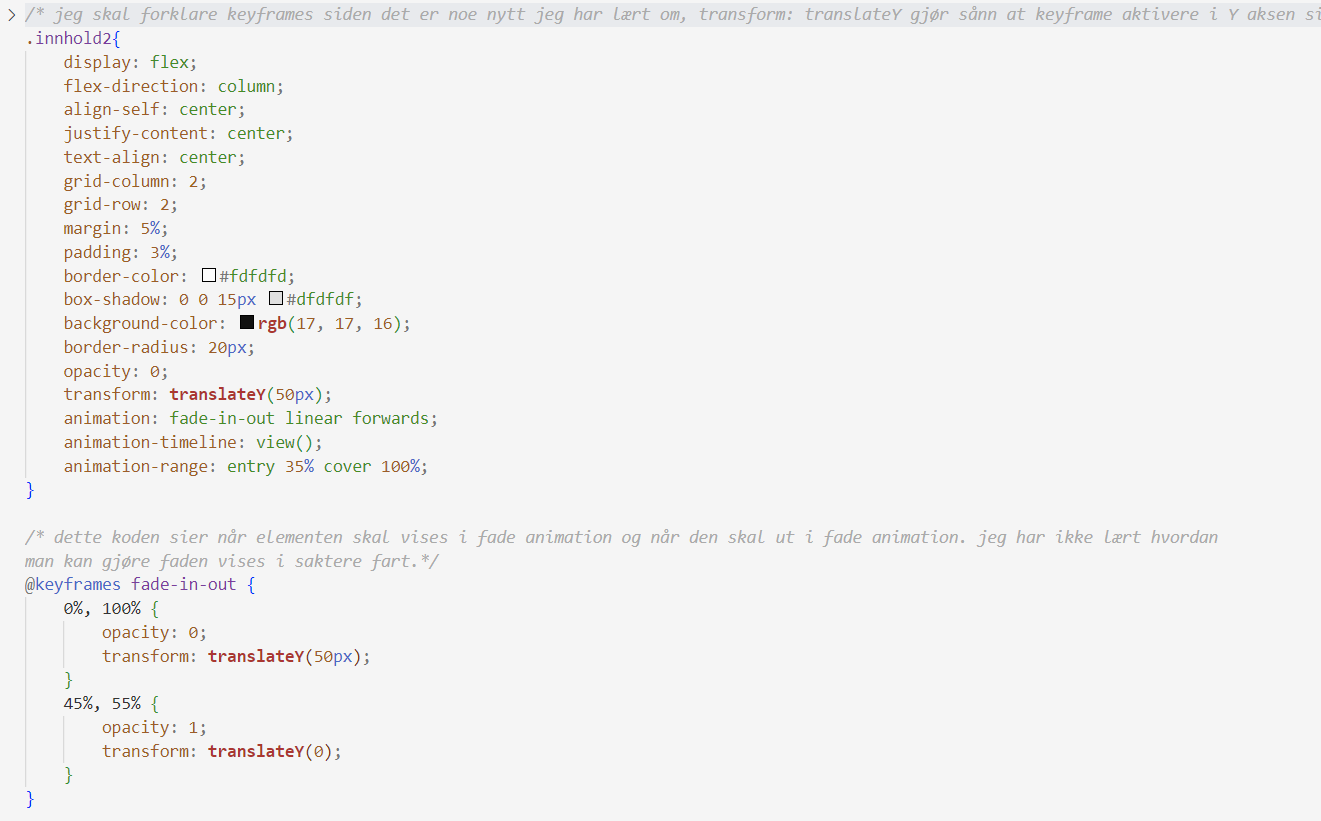 /* jeg skal forklare keyframes siden det er noe nytt jeg har lært om, transform: translateY gjør sånn at keyframe aktivere i Y aksen si
.innhold2{
    display: flex;
    flex-direction: column;
    align-self: center;
    justify-content: center;
    text-align: center;
    grid-column: 2;
    grid-row: 2;
    margin: 5%;
    padding: 3%;
    border-color: #fdfdfd;
    box-shadow: 0 0 15px #dfdfdf;
    background-color: rgb(17, 17, 16);
    border-radius: 20px;
    opacity: 0;
    transform: translateY(50px);
    animation: fade-in-out linear forwards;
    animation-timeline: view();
    animation-range: entry 35% cover 100%;
}
/* dette koden sier når elementen skal vises i fade animation og når den skal ut i fade animation. jeg har ikke lært hvordan
man kan gjøre faden vises i saktere fart.*/
@keyframes fade-in-out {
    0%, 100% {
        opacity: 0;
        transform: translateY(50px);
    }
    45%, 55% {
        opacity: 1;
        transform: translateY(0);
    }
}